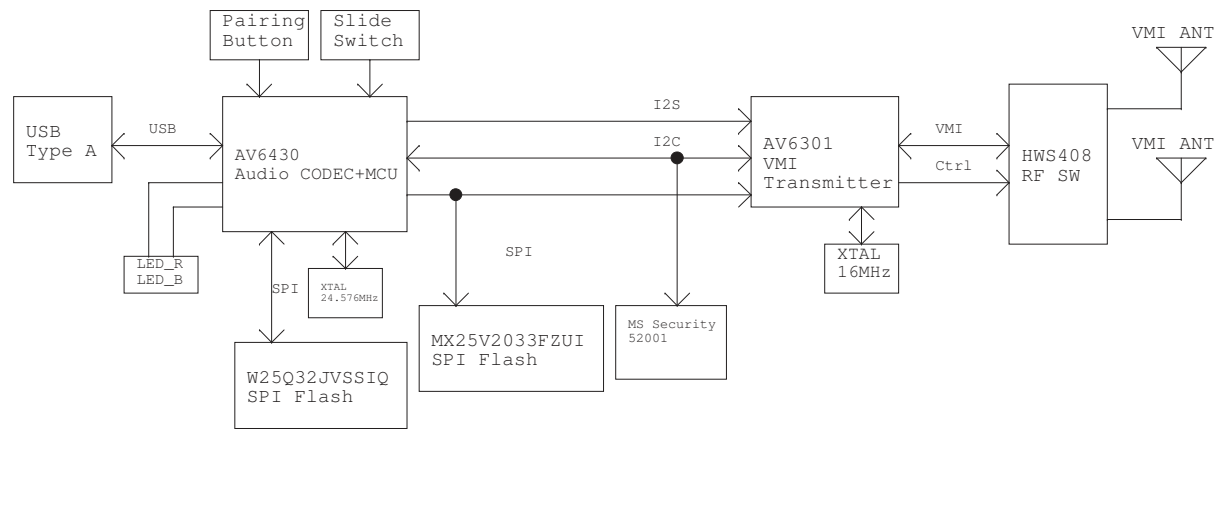 Pairing
Button
Slide
Switch
VMI ANT
USB
Type A
USB
AV6430
Audio CODEC+MCU
I2S
I2C
AV6301
VMI
Transmitter
VMI
Ctrl
HWS408
RF SW
VMI ANT
LED_R
LED_B
SPI
XTAL
24.576MHz
SPI
XTAL
16MHz
MX25V2033FZUI
SPI Flash
MS Security
52001
W25Q32JVSSIQ
SPI Flash